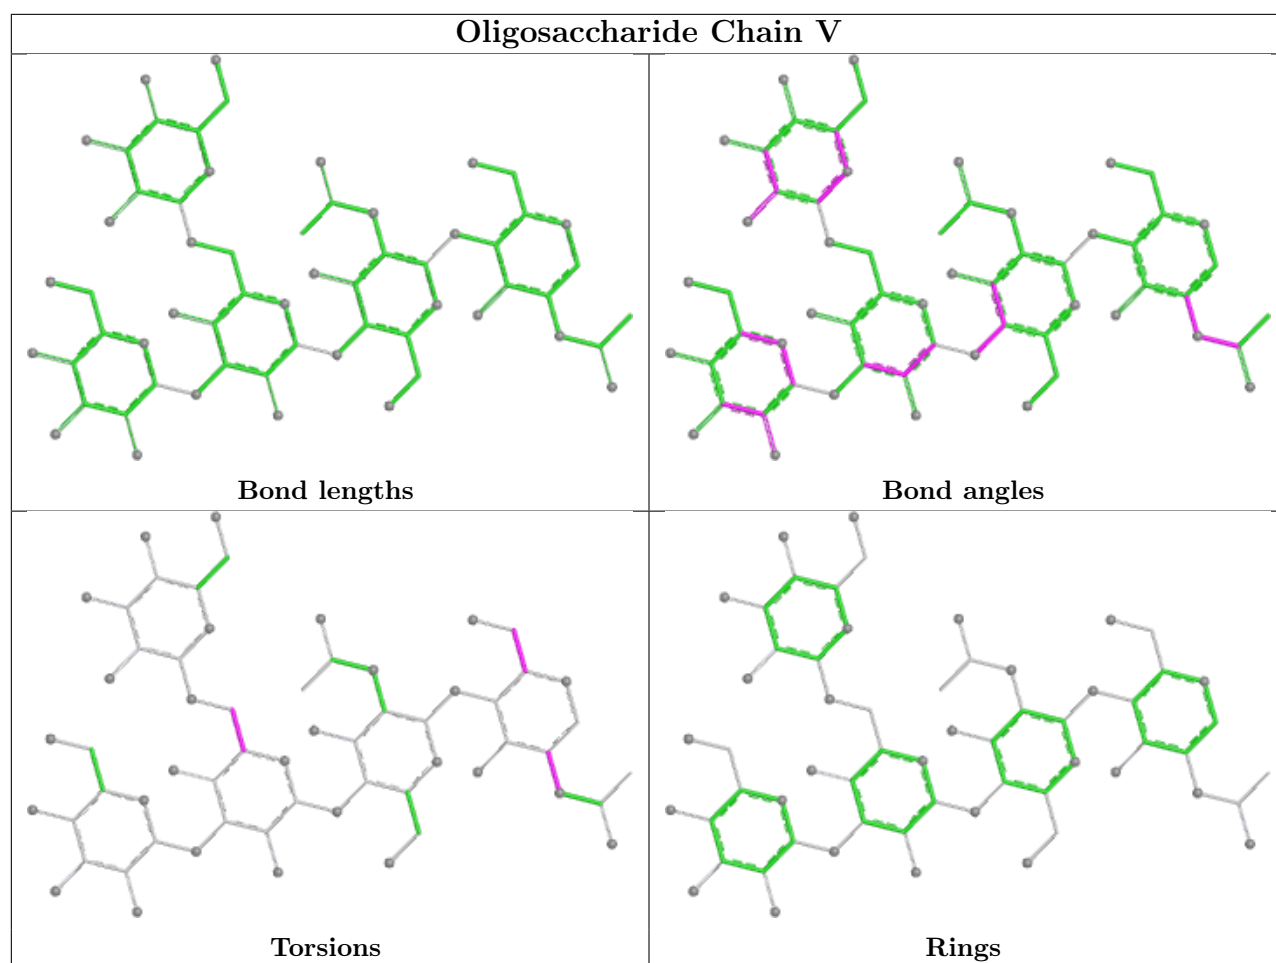 Oligosaccharide Chain V
Bond lengths
Bond angles
Torsions
Rings